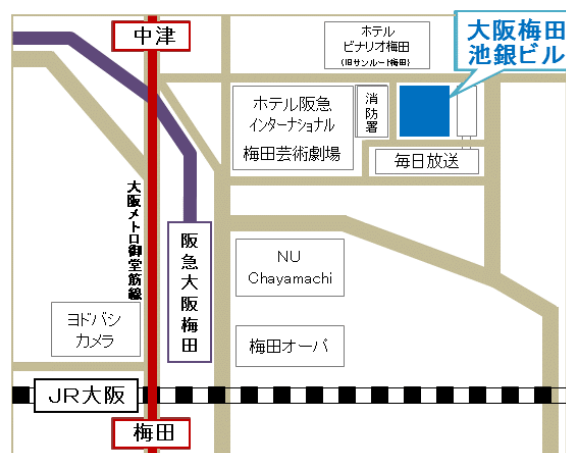 中津
ホテル
ビナリオ梅田
(旧サンルート梅田)
大阪梅田
池銀ビル
ホテル阪急
インターナショナル
梅田芸術劇場
消防署
毎日放送
大阪メトロ御堂筋線
阪急大阪梅田
NU
Chayamachi
ヨドバシ
カメラ
梅田オーパ
JR大阪
梅田